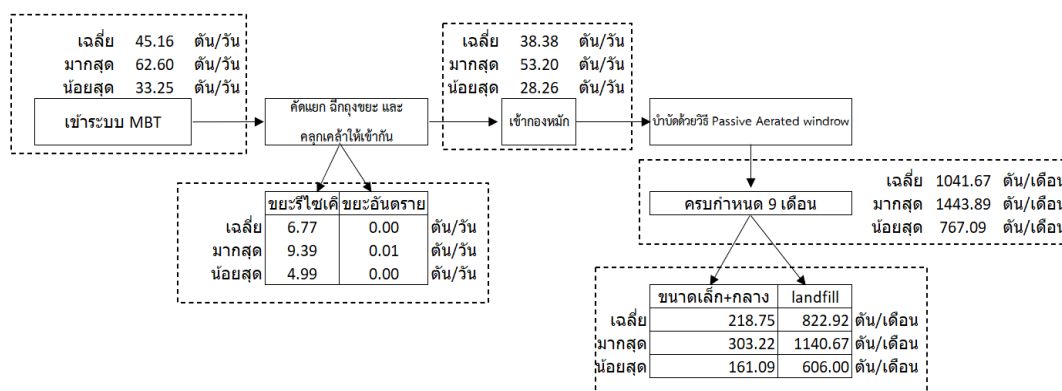 เฉลี่ย 45.16 ตัน/วัน
มากสุด 62.60 ตัน/วัน
น้อยสุด 33.25 ตัน/วัน
เข้าระบบ MBT
คัดแยก ฉีกถุงขยะ และ
คลุกเคล้าให้เข้ากัน
เฉลี่ย 38.38 ตัน/วัน
มากสุด 53.20 ตัน/วัน
น้อยสุด 28.26 ตัน/วัน
เข้ากองหมัก
บำบัดด้วยวิธี Passive Aerated windrow
ขยะรีไซเคิ ขยะอันตราย
เฉลี่ย 6.77 0.00 ตัน/วัน
มากสุด 9.39 0.01 ตัน/วัน
น้อยสุด 4.99 0.00 ตัน/วัน
ครบกำหนด 9 เดือน
เฉลี่ย 1041.67 ตัน/เดือน
มากสุด 1443.89 ตัน/เดือน
น้อยสุด 767.09 ตัน/เดือน
ขนาดเล็ก+กลาง landfill
เฉลี่ย 218.75 822.92 ตัน/เดือน
มากสุด 303.22 1140.67 ตัน/เดือน
น้อยสุด 161.09 606.00 ตัน/เดือน